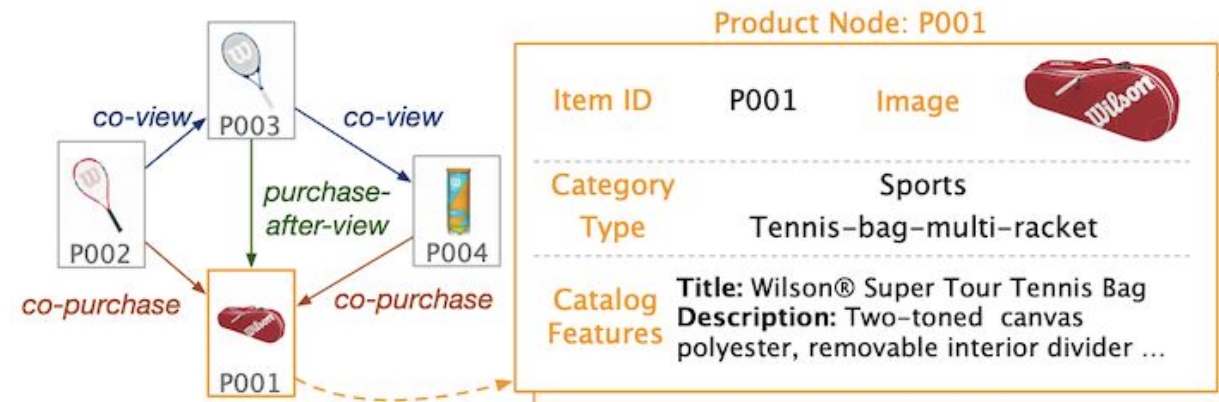 Product Node: P001
co-view
co-view
P003
P002
purchase-
after-view
P004
co-purchase
co-purchase
P001
Item ID
P001
Image
Wilson
Category
Sports
Type
Tennis-bag-multi-racket
Catalog
Features
Title: Wilson® Super Tour Tennis Bag
Description: Two-toned canvas
polyester, removable interior divider ...